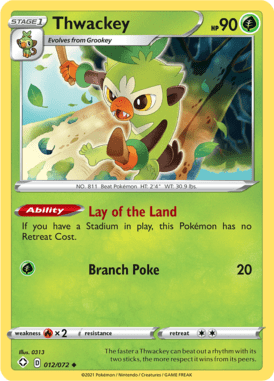 STAGE 1
Thwackey
HP 90
Evolves from Grookey
NO. 811 Beat Pokémon HT: 2'4" WT: 30.9 lbs.
Ability Lay of the Land
If you have a Stadium in play, this Pokémon has no
Retreat Cost.
Branch Poke 20
Illus. 0313
weakness ×2 resistance retreat
D 012/072
The faster a Thwackey can beat out a rhythm with its
two sticks, the more respect it wins from its peers.
©2021 Pokémon / Nintendo / Creatures / GAME FREAK